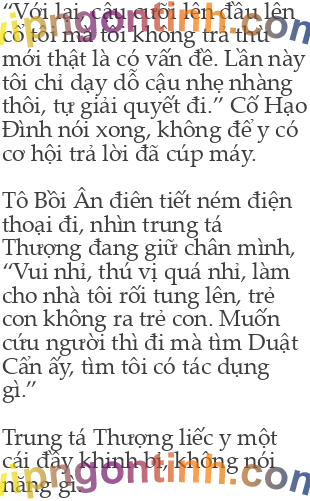 “Với lại, cậu cưỡi lên đầu lên
cổ tôi mà tôi không trả thù
mới thật là có vấn đề. Lần này
tôi chỉ dạy dỗ cậu nhẹ nhàng
thôi, tự giải quyết đi.” Cố Hạo
Đình nói xong, không để y có
cơ hội trả lời đã cúp máy.
Tô Bồi Ân điên tiết ném điện
thoại đi, nhìn trung tá
Thượng đang giữ chân mình,
“Vui nhỉ, thú vị quá nhỉ, làm
cho nhà tôi rối tung lên, trẻ
con không ra trẻ con. Muốn
cứu người thì đi mà tìm Duật
Cẩn ấy, tìm tôi có tác dụng
gì.”
Trung tá Thượng liếc y một
cái đầy khinh bỉ, không nói
năng gì.
vipngontinh.com
vipngontinh.com